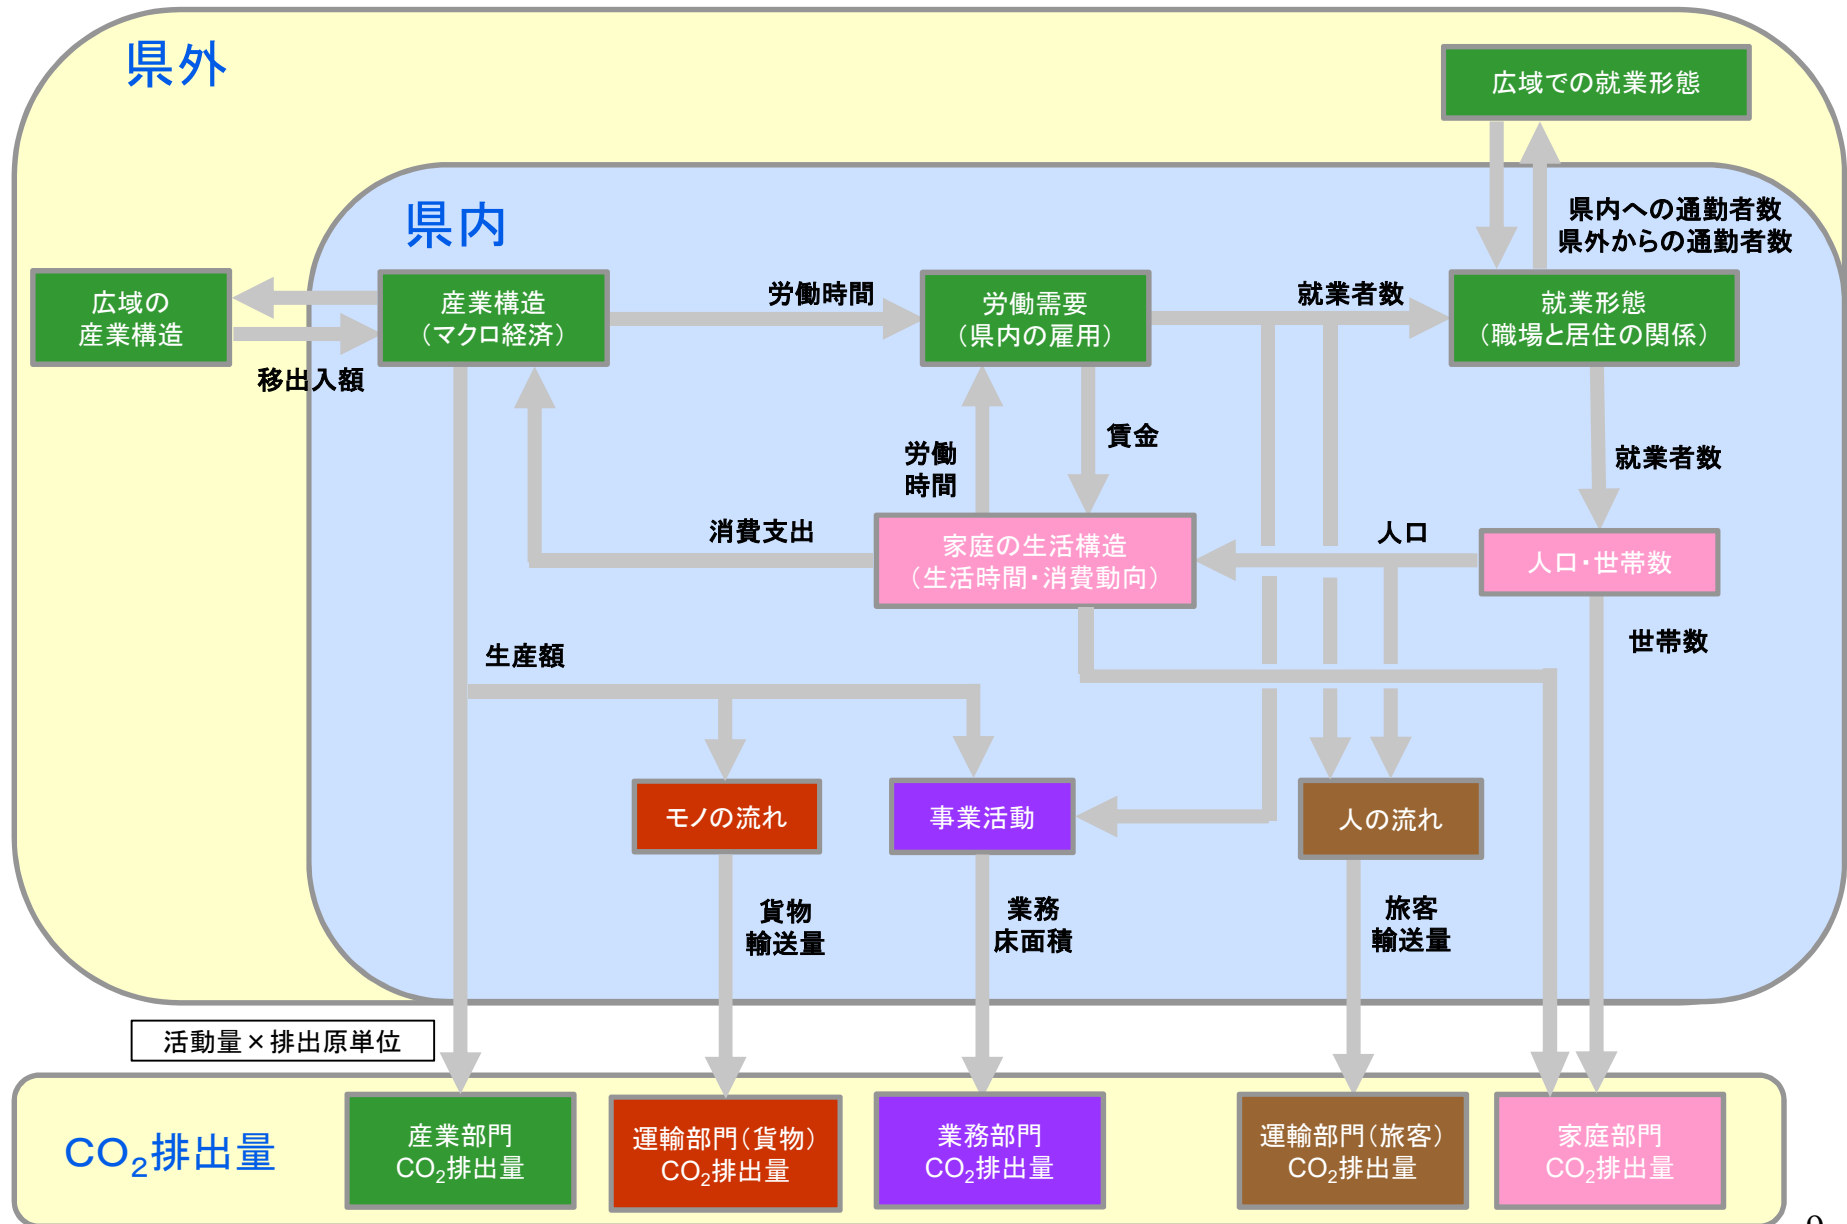 県外
広域での就業形態
県内
県内への通勤者数
県外からの通勤者数
広域の
産業構造
産業構造
（マクロ経済）
労働時間
労働需要
（県内の雇用）
就業者数
就業形態
（職場と居住の関係）
移出入額
労働
時間
賃金
就業者数
消費支出
家庭の生活構造
（生活時間・消費動向）
人口
人口・世帯数
生産額
世帯数
モノの流れ
事業活動
人の流れ
貨物
輸送量
業務
床面積
旅客
輸送量
活動量×排出原単位
CO₂排出量
産業部門
CO₂排出量
運輸部門（貨物）
CO₂排出量
業務部門
CO₂排出量
運輸部門（旅客）
CO₂排出量
家庭部門
CO₂排出量